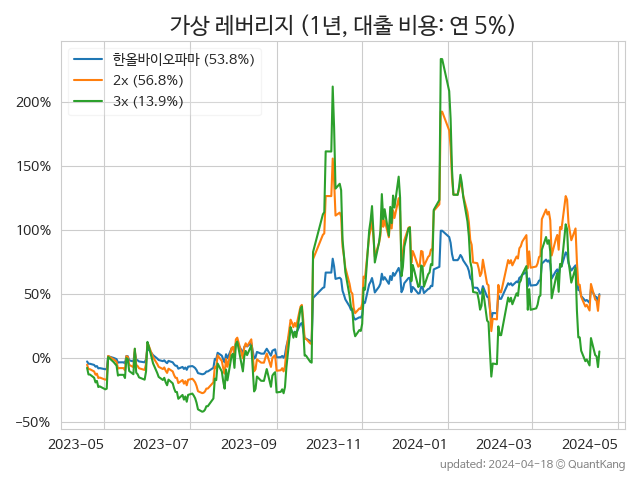 가상 레버리지 (1년, 대출 비용: 연 5%)
한올바이오파마 (53.8%)
2x (56.8%)
3x (13.9%)
200%
150%
100%
50%
0%
−50%
2023-05 2023-07 2023-09 2023-11 2024-01 2024-03 2024-05
updated: 2024-04-18 © QuantKang